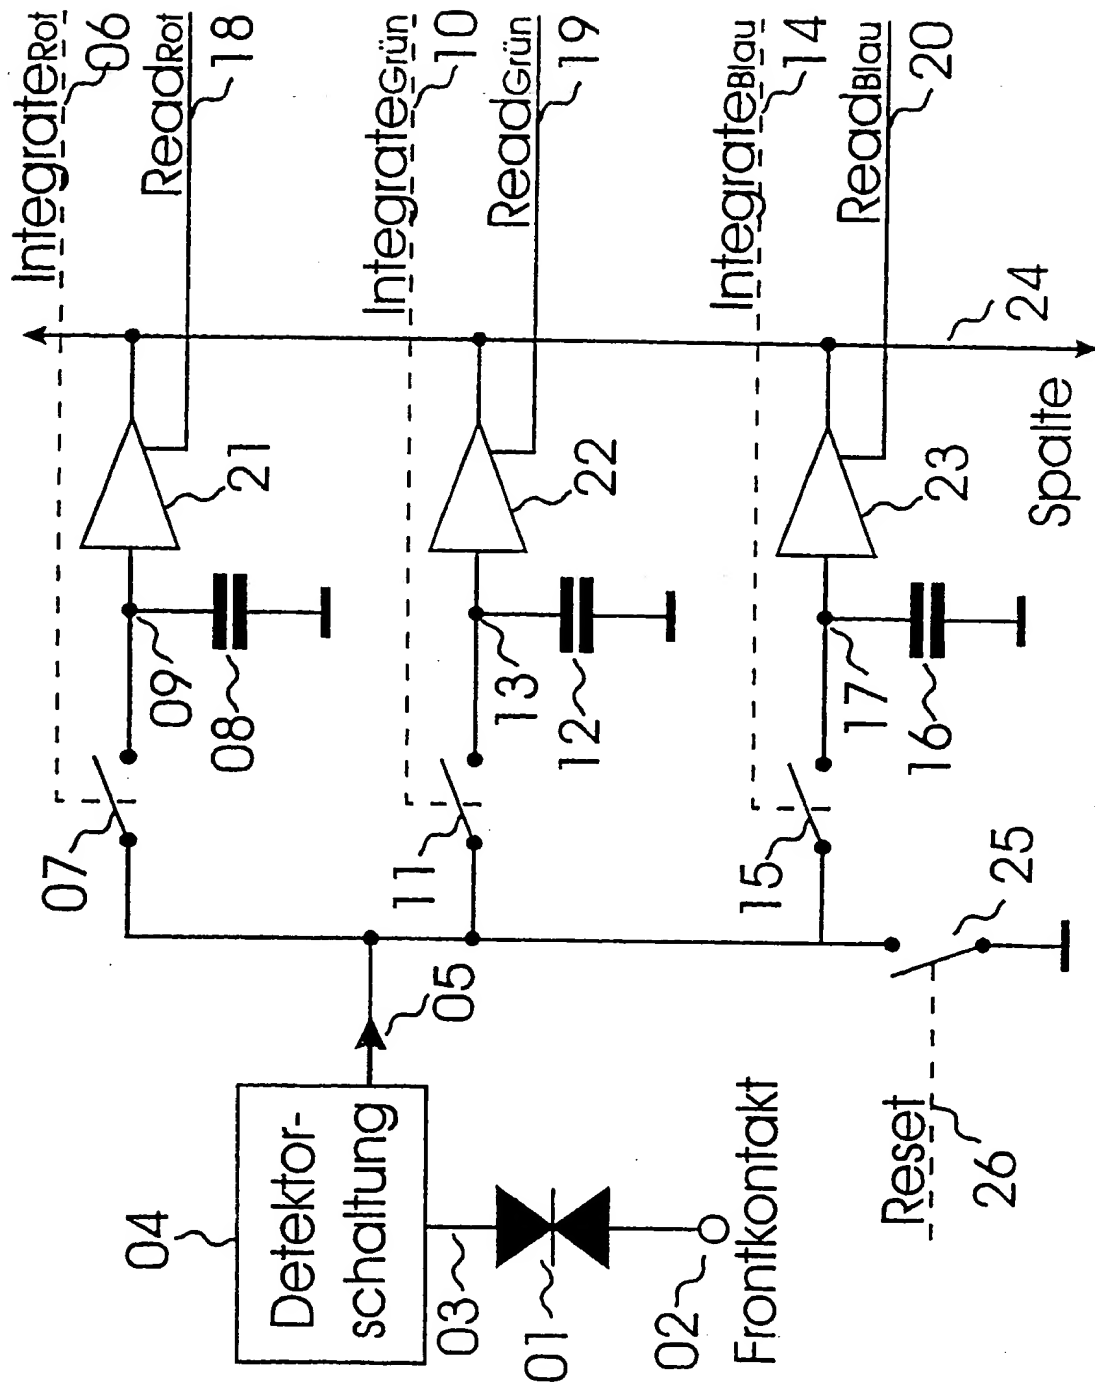 IntegrateRot
06
ReadRot
18
07
09
08
21
IntegrateGrün
10
ReadGrün
19
11
13
12
22
IntegrateBlau
14
ReadBlau
20
15
17
16
23
24
Spalte
04
Detektor-
schaltung
05
03
01
02
Frontkontakt
Reset
26
25